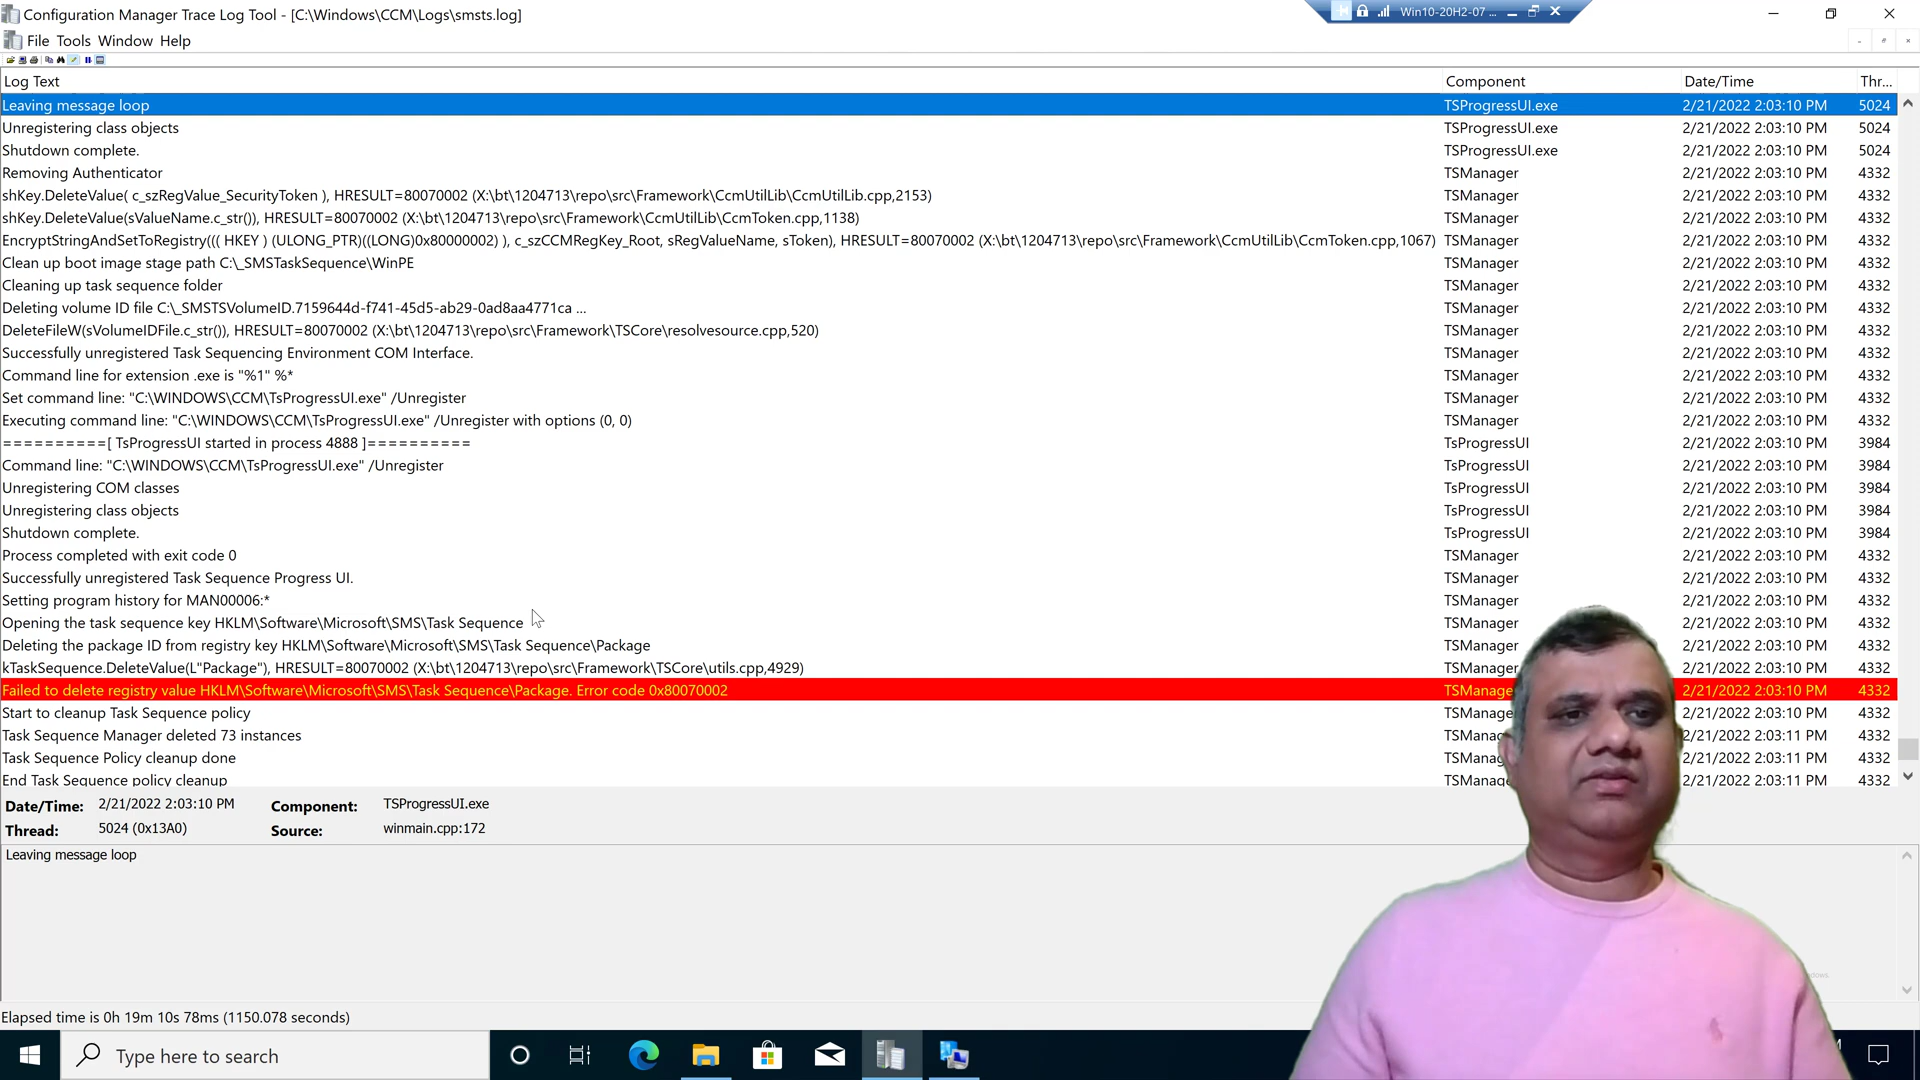 Configuration Manager Trace Log Tool - [C:\Windows\CCM\Logs\smsts.log]
Win10-20H2-07 ...
File Tools Window Help
Log Text Component Date/Time Thr...
Leaving message loop TSProgressUI.exe 2/21/2022 2:03:10 PM 5024
Unregistering class objects TSProgressUI.exe 2/21/2022 2:03:10 PM 5024
Shutdown complete. TSProgressUI.exe 2/21/2022 2:03:10 PM 5024
Removing Authenticator TSManager 2/21/2022 2:03:10 PM 4332
shKey.DeleteValue( c_szRegValue_SecurityToken ), HRESULT=80070002 (X:\bt\1204713\repo\src\Framework\CcmUtilLib\CcmUtilLib.cpp,2153) TSManager 2/21/2022 2:03:10 PM 4332
shKey.DeleteValue(sValueName.c_str()), HRESULT=80070002 (X:\bt\1204713\repo\src\Framework\CcmUtilLib\CcmToken.cpp,1138) TSManager 2/21/2022 2:03:10 PM 4332
EncryptStringAndSetToRegistry((( HKEY ) (ULONG_PTR)((LONG)0x80000002) ), c_szCCMRegKey_Root, sRegValueName, sToken), HRESULT=80070002 (X:\bt\1204713\repo\src\Framework\CcmUtilLib\CcmToken.cpp,1067) TSManager 2/21/2022 2:03:10 PM 4332
Clean up boot image stage path C:\_SMSTaskSequence\WinPE TSManager 2/21/2022 2:03:10 PM 4332
Cleaning up task sequence folder TSManager 2/21/2022 2:03:10 PM 4332
Deleting volume ID file C:\_SMSTSVolumeID.7159644d-f741-45d5-ab29-0ad8aa4771ca ... TSManager 2/21/2022 2:03:10 PM 4332
DeleteFileW(sVolumeIDFile.c_str()), HRESULT=80070002 (X:\bt\1204713\repo\src\Framework\TSCore\resolvesource.cpp,520) TSManager 2/21/2022 2:03:10 PM 4332
Successfully unregistered Task Sequencing Environment COM Interface. TSManager 2/21/2022 2:03:10 PM 4332
Command line for extension .exe is "%1" %* TSManager 2/21/2022 2:03:10 PM 4332
Set command line: "C:\WINDOWS\CCM\TsProgressUI.exe" /Unregister TSManager 2/21/2022 2:03:10 PM 4332
Executing command line: "C:\WINDOWS\CCM\TsProgressUI.exe" /Unregister with options (0, 0) TSManager 2/21/2022 2:03:10 PM 4332
==========[ TsProgressUI started in process 4888 ]========== TsProgressUI 2/21/2022 2:03:10 PM 3984
Command line: "C:\WINDOWS\CCM\TsProgressUI.exe" /Unregister TsProgressUI 2/21/2022 2:03:10 PM 3984
Unregistering COM classes TsProgressUI 2/21/2022 2:03:10 PM 3984
Unregistering class objects TsProgressUI 2/21/2022 2:03:10 PM 3984
Shutdown complete. TsProgressUI 2/21/2022 2:03:10 PM 3984
Process completed with exit code 0 TSManager 2/21/2022 2:03:10 PM 4332
Successfully unregistered Task Sequence Progress UI. TSManager 2/21/2022 2:03:10 PM 4332
Setting program history for MAN00006:* TSManager 2/21/2022 2:03:10 PM 4332
Opening the task sequence key HKLM\Software\Microsoft\SMS\Task Sequence TSManager 2/21/2022 2:03:10 PM 4332
Deleting the package ID from registry key HKLM\Software\Microsoft\SMS\Task Sequence\Package TSManager 2/21/2022 2:03:10 PM 4332
kTaskSequence.DeleteValue(L"Package"), HRESULT=80070002 (X:\bt\1204713\repo\src\Framework\TSCore\utils.cpp,4929) TSManager 2/21/2022 2:03:10 PM 4332
Failed to delete registry value HKLM\Software\Microsoft\SMS\Task Sequence\Package. Error code 0x80070002 TSManage 2/21/2022 2:03:10 PM 4332
Start to cleanup Task Sequence policy TSManage 2/21/2022 2:03:10 PM 4332
Task Sequence Manager deleted 73 instances TSManag 2/21/2022 2:03:11 PM 4332
Task Sequence Policy cleanup done TSManag 2/21/2022 2:03:11 PM 4332
End Task Sequence policy cleanup TSManage 2/21/2022 2:03:11 PM 4332
Date/Time: 2/21/2022 2:03:10 PM Component: TSProgressUI.exe
Thread: 5024 (0x13A0) Source: winmain.cpp:172
Leaving message loop
Elapsed time is 0h 19m 10s 78ms (1150.078 seconds)
Type here to search